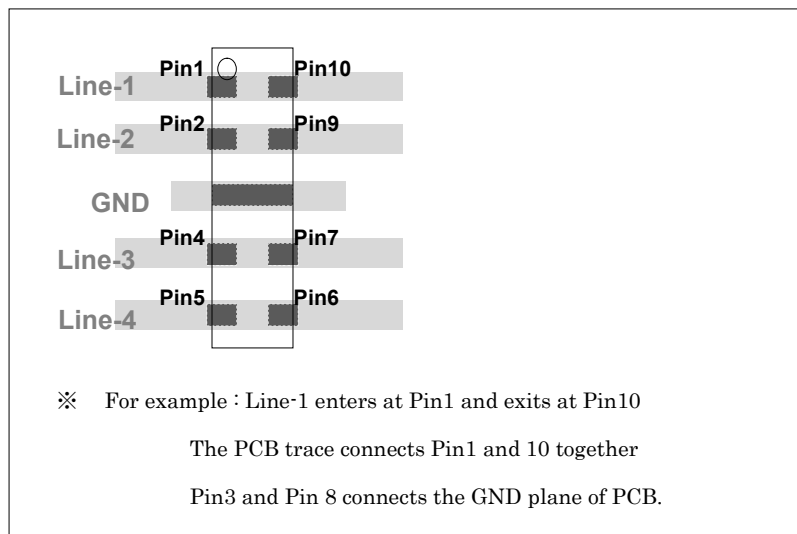 Pin1 Pin10
Line-1
Pin2 Pin9
Line-2
GND
Pin4 Pin7
Line-3
Pin5 Pin6
Line-4
※ For example : Line-1 enters at Pin1 and exits at Pin10
The PCB trace connects Pin1 and 10 together
Pin3 and Pin 8 connects the GND plane of PCB.